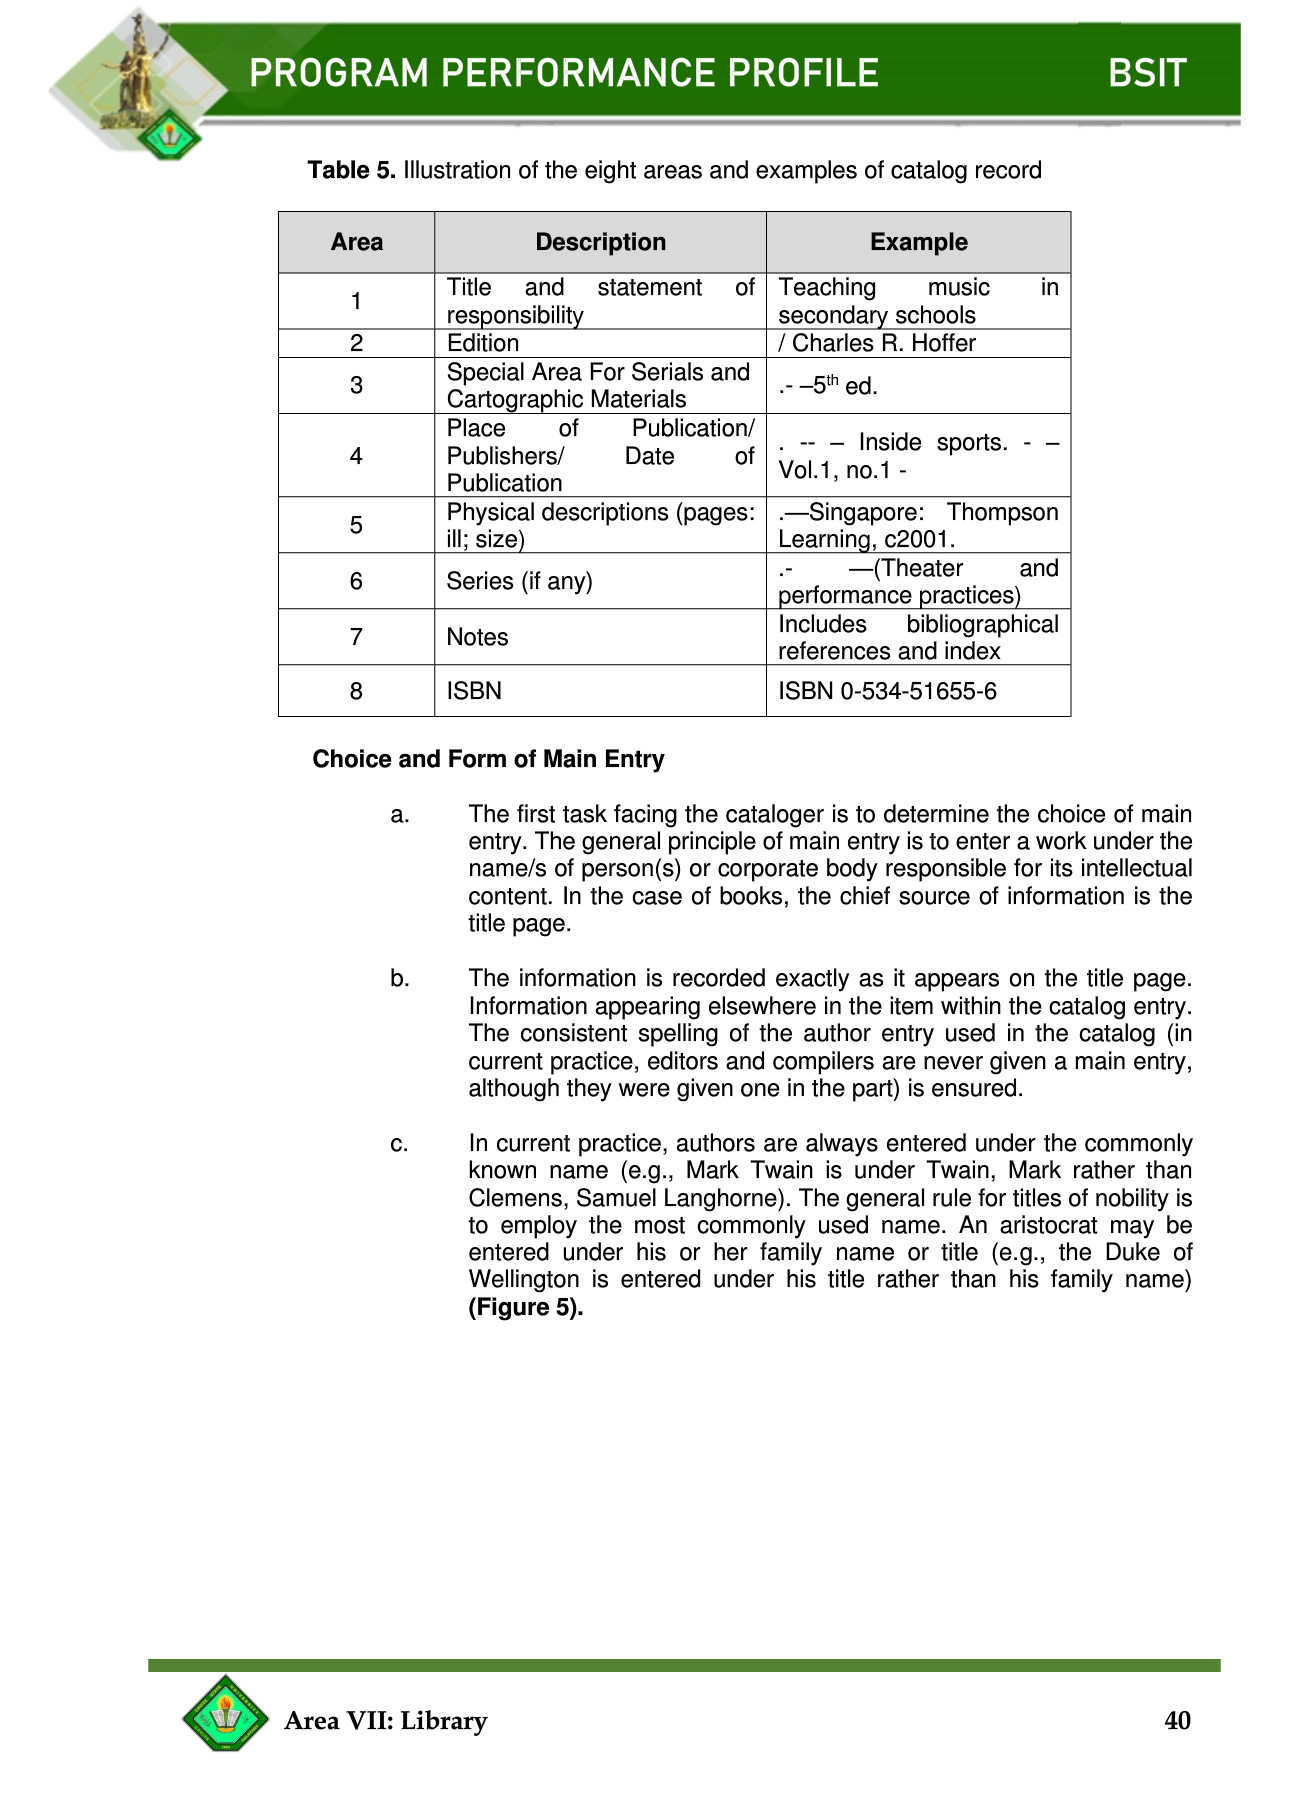 PROGRAM PERFORMANCE PROFILE BSIT
Table 5. Illustration of the eight areas and examples of catalog record
Area Description Example
1 Title and statement of responsibility Teaching music in secondary schools
2 Edition / Charles R. Hoffer
3 Special Area For Serials and Cartographic Materials .- –5th ed.
4 Place of Publication/ Publishers/ Date of Publication . -- – Inside sports. - – Vol.1, no.1 -
5 Physical descriptions (pages: ill; size) .—Singapore: Thompson Learning, c2001.
6 Series (if any) .- —(Theater and performance practices)
7 Notes Includes bibliographical references and index
8 ISBN ISBN 0-534-51655-6
Choice and Form of Main Entry
a. The first task facing the cataloger is to determine the choice of main
entry. The general principle of main entry is to enter a work under the
name/s of person(s) or corporate body responsible for its intellectual
content. In the case of books, the chief source of information is the
title page.
b. The information is recorded exactly as it appears on the title page.
Information appearing elsewhere in the item within the catalog entry.
The consistent spelling of the author entry used in the catalog (in
current practice, editors and compilers are never given a main entry,
although they were given one in the part) is ensured.
c. In current practice, authors are always entered under the commonly
known name (e.g., Mark Twain is under Twain, Mark rather than
Clemens, Samuel Langhorne). The general rule for titles of nobility is
to employ the most commonly used name. An aristocrat may be
entered under his or her family name or title (e.g., the Duke of
Wellington is entered under his title rather than his family name)
(Figure 5).
Area VII: Library 40